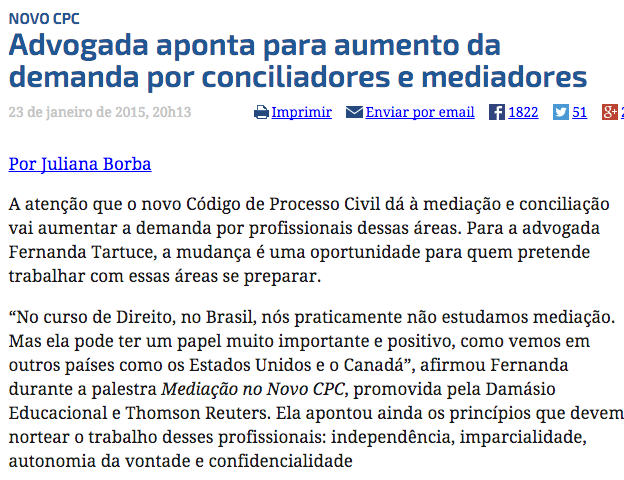 NOVO CPC
Advogada aponta para aumento da
demanda por conciliadores e mediadores
23 de janeiro de 2015, 20h13 Imprimir Enviar por email 1822 51
Por Juliana Borba
A atenção que o novo Código de Processo Civil dá à mediação e conciliação
vai aumentar a demanda por profissionais dessas áreas. Para a advogada
Fernanda Tartuce, a mudança é uma oportunidade para quem pretende
trabalhar com essas áreas se preparar.
“No curso de Direito, no Brasil, nós praticamente não estudamos mediação.
Mas ela pode ter um papel muito importante e positivo, como vemos em
outros países como os Estados Unidos e o Canadá”, afirmou Fernanda
durante a palestra Mediação no Novo CPC, promovida pela Damásio
Educacional e Thomson Reuters. Ela apontou ainda os princípios que devem
nortear o trabalho desses profissionais: independência, imparcialidade,
autonomia da vontade e confidencialidade